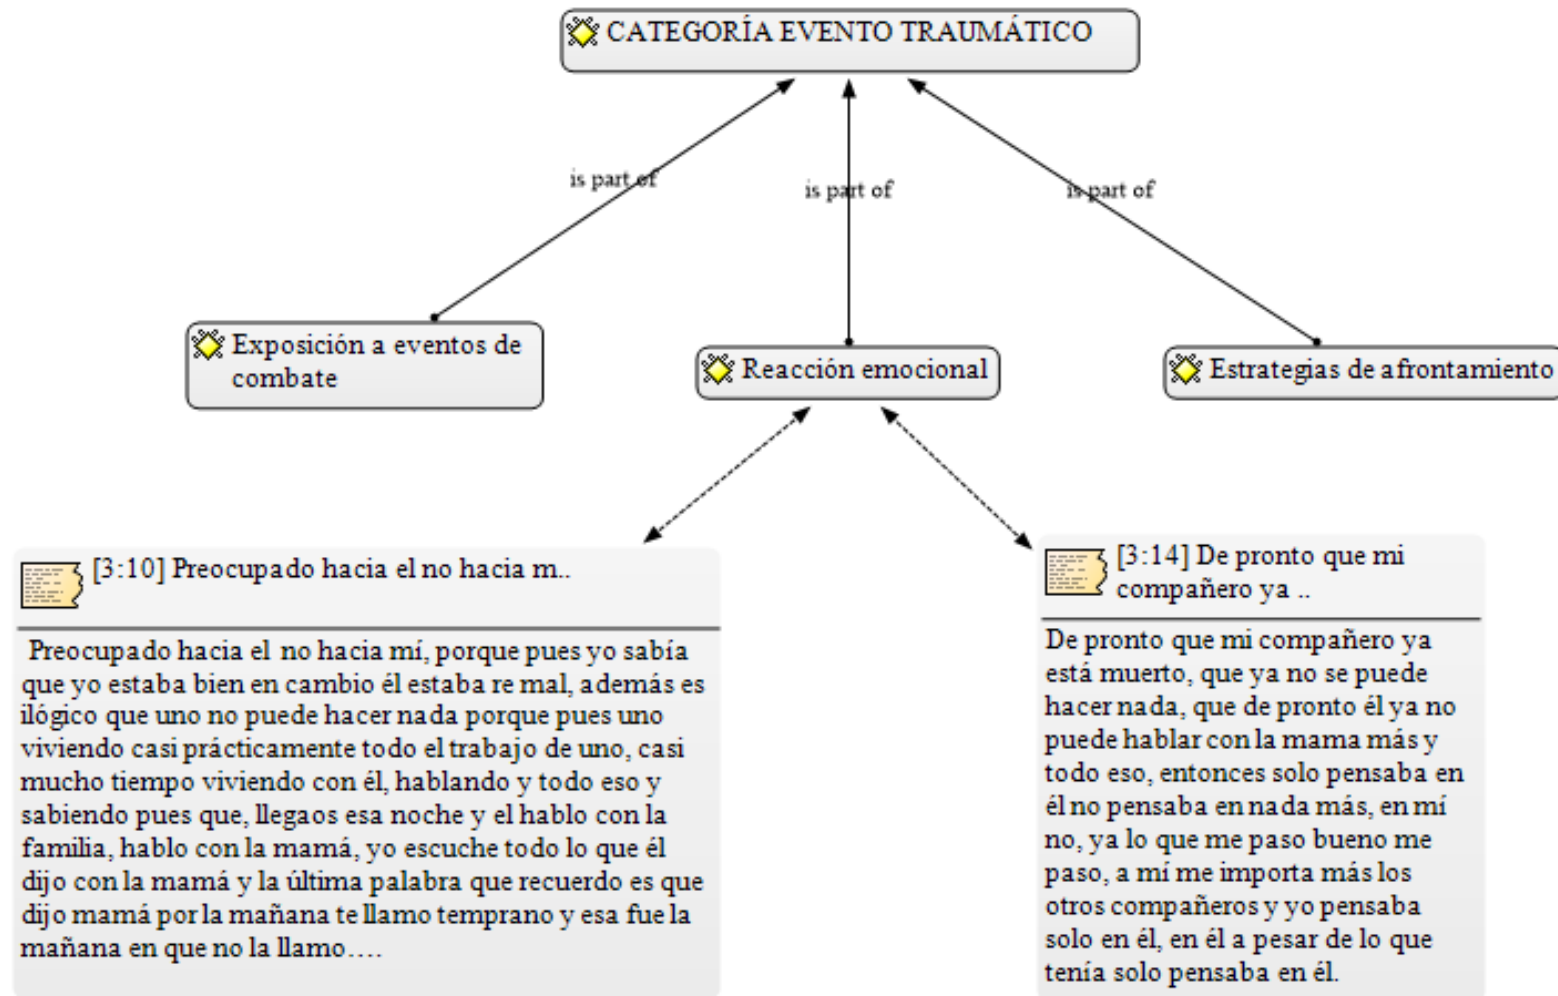 CATEGORÍA EVENTO TRAUMÁTICO
is part of
is part of
is part of
Exposición a eventos de
combate
Reacción emocional
Estrategias de afrontamiento
[3:10] Preocupado hacia el no hacia m..
Preocupado hacia el no hacia mí, porque pues yo sabía
que yo estaba bien en cambio él estaba re mal, además es
ilógico que uno no puede hacer nada porque pues uno
viviendo casi prácticamente todo el trabajo de uno, casi
mucho tiempo viviendo con él, hablando y todo eso y
sabiendo pues que, llegaos esa noche y el hablo con la
familia, hablo con la mamá, yo escuche todo lo que él
dijo con la mamá y la última palabra que recuerdo es que
dijo mamá por la mañana te llamo temprano y esa fue la
mañana en que no la llamo….
[3:14] De pronto que mi
compañero ya ..
De pronto que mi compañero ya
está muerto, que ya no se puede
hacer nada, que de pronto él ya no
puede hablar con la mama más y
todo eso, entonces solo pensaba en
él no pensaba en nada más, en mí
no, ya lo que me paso bueno me
paso, a mí me importa más los
otros compañeros y yo pensaba
solo en él, en él a pesar de lo que
tenía solo pensaba en él.